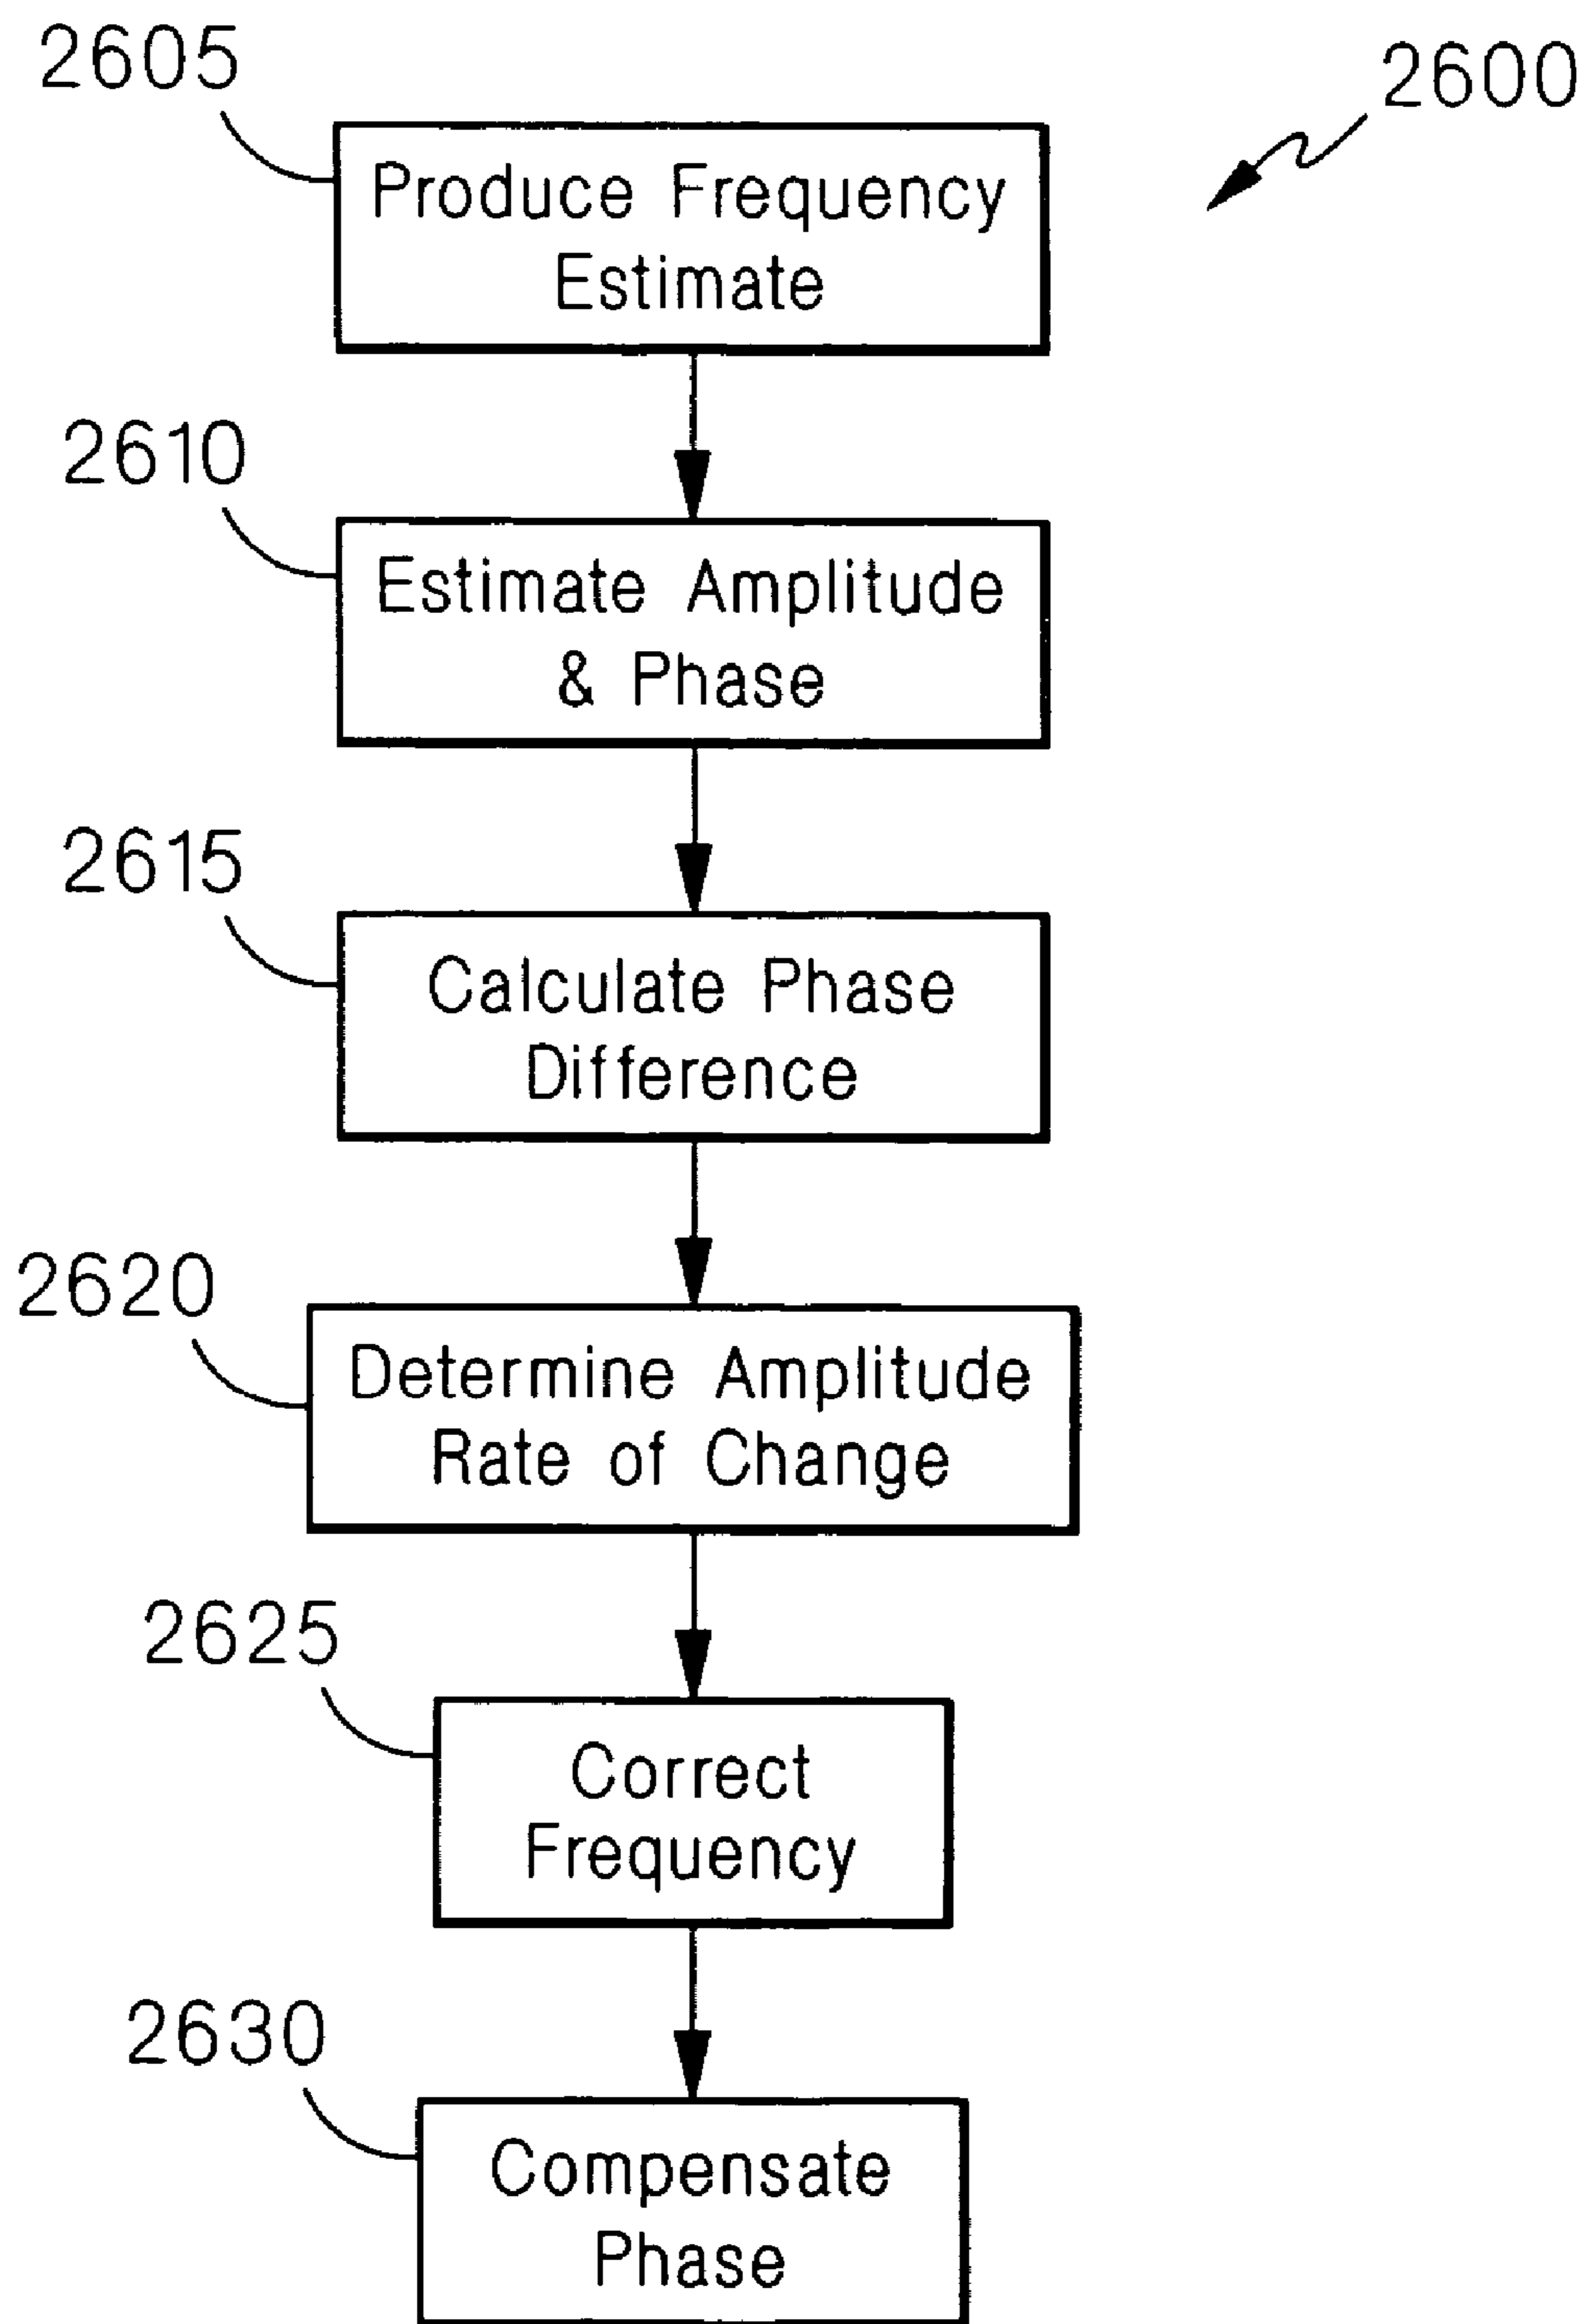 2605
2600
Produce Frequency
Estimate
2610
Estimate Amplitude
& Phase
2615
Calculate Phase
Difference
2620
Determine Amplitude
Rate of Change
2625
Correct
Frequency
2630
Compensate
Phase